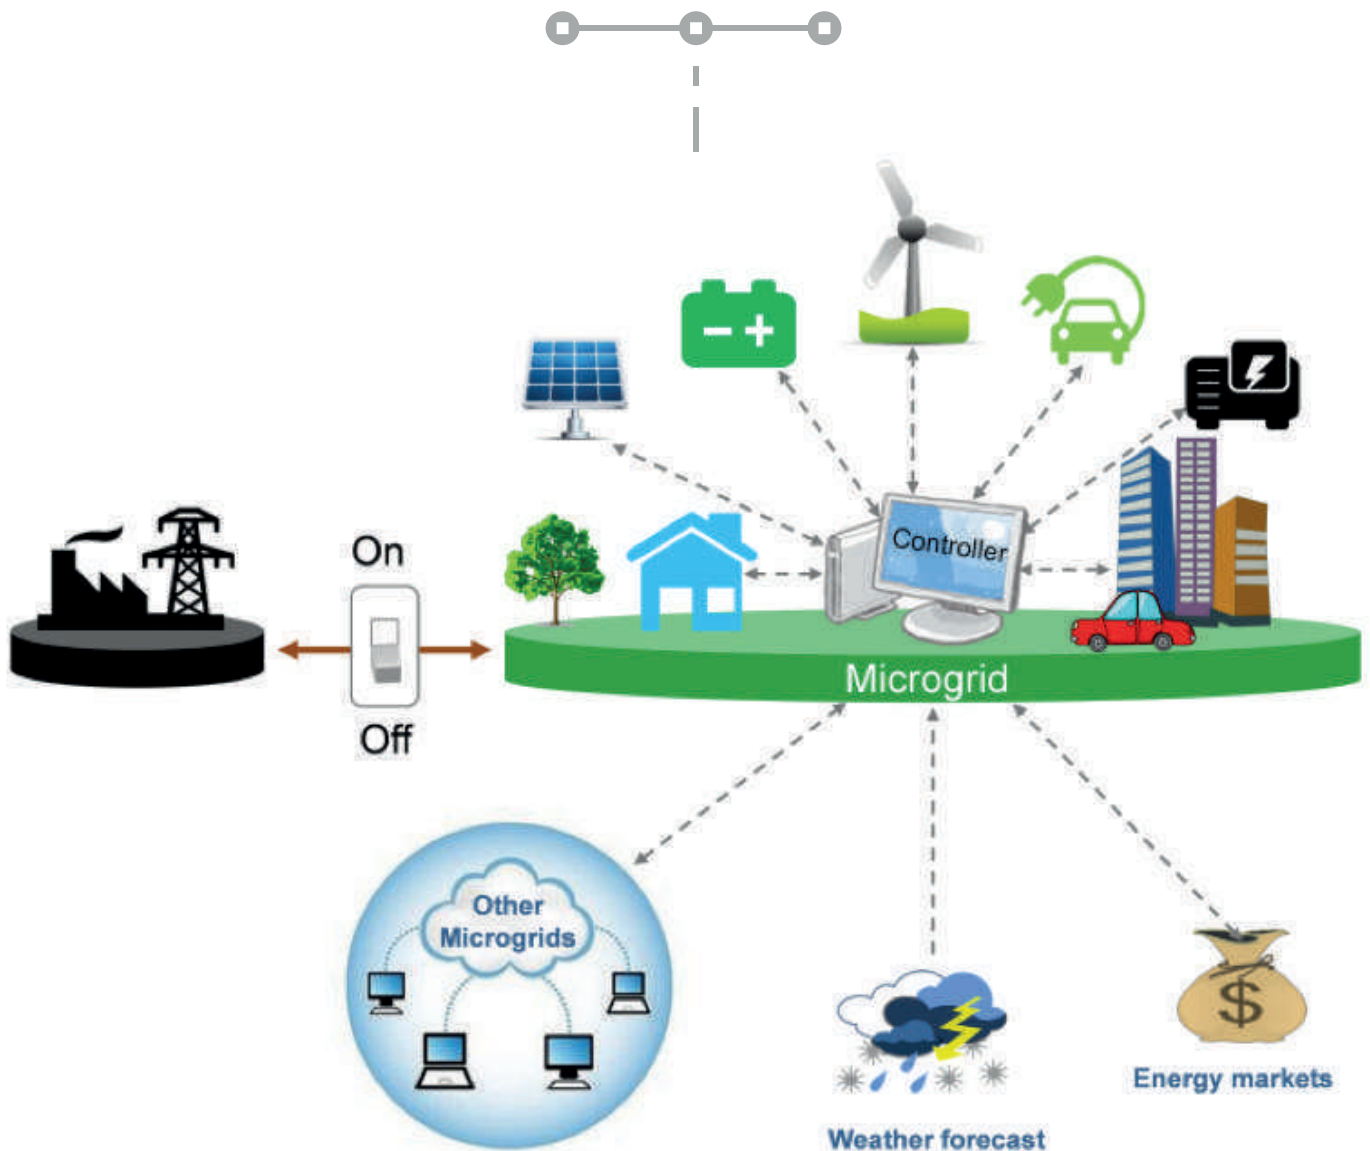 Controller
On
Microgrid
Off
Other
Microgrids
$
Energy markets
Weather forecast